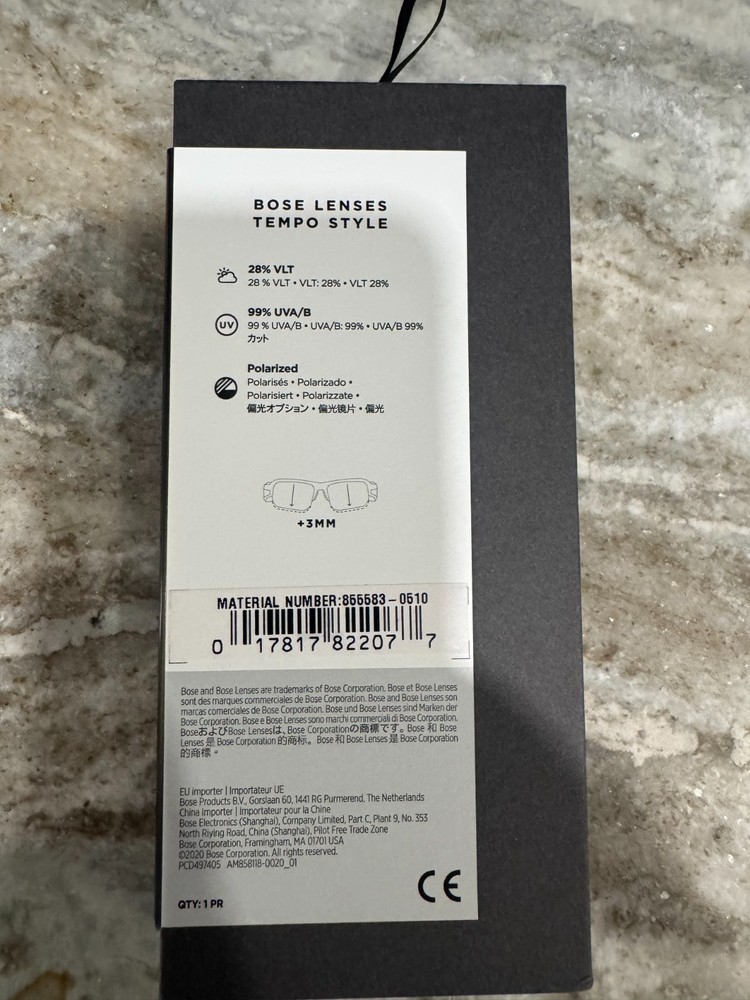 BOSE LENSES
TEMPO STYLE
28% VLT
28 % VLT • VLT: 28% • VLT 28%
UV
99% UVA/B
99 % UVA/B • UVA/B: 99% • UVA/B 99%
カット
Polarized
Polarisés • Polarizado •
Polarisiert • Polarizzate •
偏光オプション • 偏光镜片 • 偏光
+3MM
MATERIAL NUMBER:855583-0510
0 17817 82207 7
Bose and Bose Lenses are trademarks of Bose Corporation. Bose et Bose Lenses
sont des marques commerciales de Bose Corporation. Bose and Bose Lenses son
marcas comerciales de Bose Corporation. Bose und Bose Lenses sind Marken der
Bose Corporation. Bose e Bose Lenses sono marchi commerciali di Bose Corporation.
BoseおよびBose Lensesは、Bose Corporationの商標です。Bose 和 Bose
Lenses 是 Bose Corporation 的商标。Bose 和 Bose Lenses 是 Bose Corporation
的商標。
EU importer | Importateur UE
Bose Products B.V., Gorslaan 60, 1441 RG Purmerend, The Netherlands
China Importer | Importateur pour la Chine
Bose Electronics (Shanghai), Company Limited, Part C, Plant 9, No. 353
North Riying Road, China (Shanghai), Pilot Free Trade Zone
Bose Corporation, Framingham, MA 01701 USA
©2020 Bose Corporation. All rights reserved.
PCD497405 AM858118-0020_01
QTY: 1 PR
CE